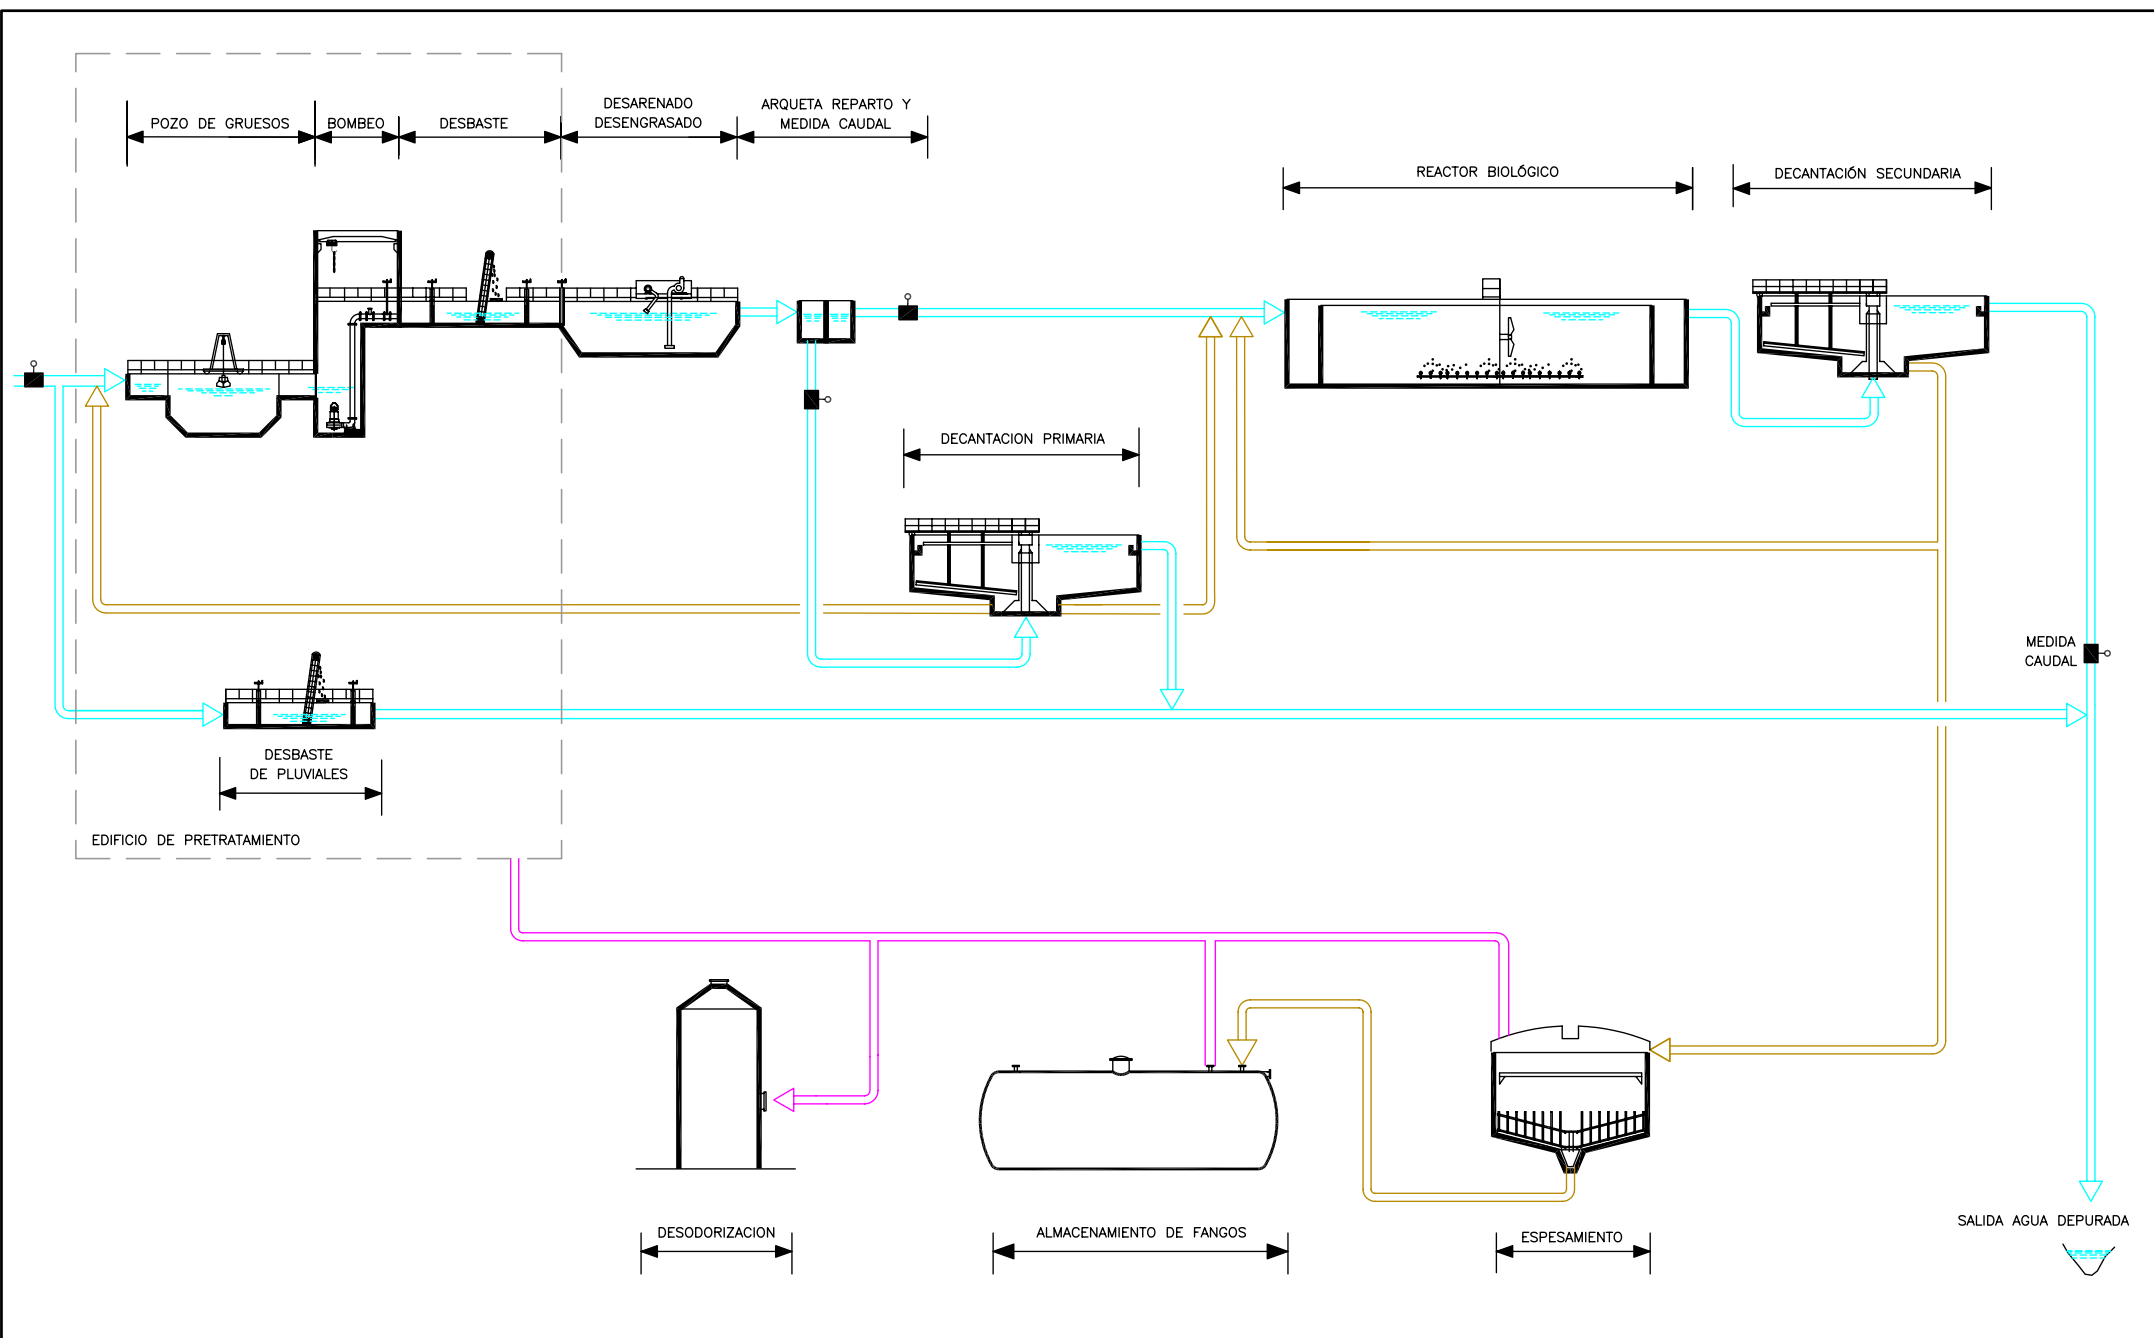 DESARENADO
DESENGRASADO
ARQUETA REPARTO Y
MEDIDA CAUDAL
POZO DE GRUESOS
BOMBEO
DESBASTE
REACTOR BIOLÓGICO
DECANTACIÓN SECUNDARIA
DECANTACION PRIMARIA
MEDIDA
CAUDAL
DESBASTE
DE PLUVIALES
EDIFICIO DE PRETRATAMIENTO
DESODORIZACION
ALMACENAMIENTO DE FANGOS
ESPESAMIENTO
SALIDA AGUA DEPURADA